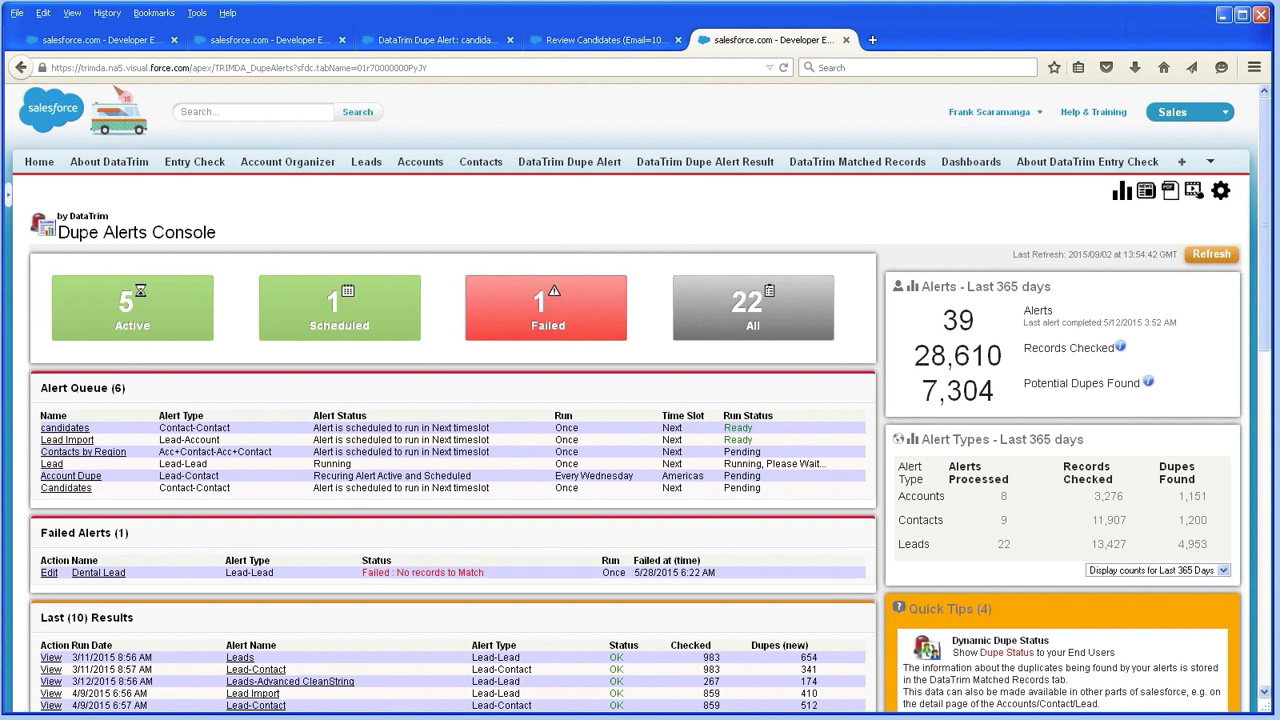 File Edit View History Bookmarks Tools Help
salesforce.com - Developer E... × salesforce.com - Developer E... × DataTrim Dupe Alert: candida... × Review Candidates (Email=10... × salesforce.com - Developer E... × +
https://trimda.na5.visual.force.com/apex/TRIMDA_DupeAlerts?sfdc.tabName=01r70000000PyJY Search
salesforce Search... Search Frank Scaramanga Help & Training Sales
Home About DataTrim Entry Check Account Organizer Leads Accounts Contacts DataTrim Dupe Alert DataTrim Dupe Alert Result DataTrim Matched Records Dashboards About DataTrim Entry Check +
by DataTrim
Dupe Alerts Console
Last Refresh: 2015/09/02 at 13:54:42 GMT Refresh
5 1 1 22
Active Scheduled Failed All
Alert Queue (6)
Name Alert Type Alert Status Run Time Slot Run Status
candidates Contact-Contact Alert is scheduled to run in Next timeslot Once Next Ready
Lead Import Lead-Account Alert is scheduled to run in Next timeslot Once Next Ready
Contacts by Region Acc+Contact-Acc+Contact Alert is scheduled to run in Next timeslot Once Next Pending
Lead Lead-Lead Running Once Next Running, Please Wait...
Account Dupe Lead-Contact Recuring Alert Active and Scheduled Every Wednesday Americas Pending
Candidates Contact-Contact Alert is scheduled to run in Next timeslot Once Next Pending
Failed Alerts (1)
Action Name Alert Type Status Run Failed at (time)
Edit Dental Lead Lead-Lead Failed : No records to Match Once 5/28/2015 6:22 AM
Last (10) Results
Action Run Date Alert Name Alert Type Status Checked Dupes (new)
View 3/11/2015 8:56 AM Leads Lead-Lead OK 983 654
View 3/11/2015 8:57 AM Lead-Contact Lead-Contact OK 983 341
View 3/12/2015 8:56 AM Leads-Advanced CleanString Lead-Lead OK 267 174
View 4/9/2015 6:56 AM Lead Import Lead-Lead OK 859 410
View 4/9/2015 6:57 AM Lead-Contact Lead-Contact OK 859 512
Alerts - Last 365 days
39 Alerts
Last alert completed:5/12/2015 3:52 AM
28,610 Records Checked
7,304 Potential Dupes Found
Alert Types - Last 365 days
Alert Type Alerts Processed Records Checked Dupes Found
Accounts 8 3,276 1,151
Contacts 9 11,907 1,200
Leads 22 13,427 4,953
Display counts for Last 365 Days
Quick Tips (4)
Dynamic Dupe Status
Show Dupe Status to your End Users
The information about the duplicates being found by your alerts is stored
in the DataTrim Matched Records tab.
This data can also be made available in other parts of salesforce, e.g. on
the detail page of the Accounts/Contact/Lead.